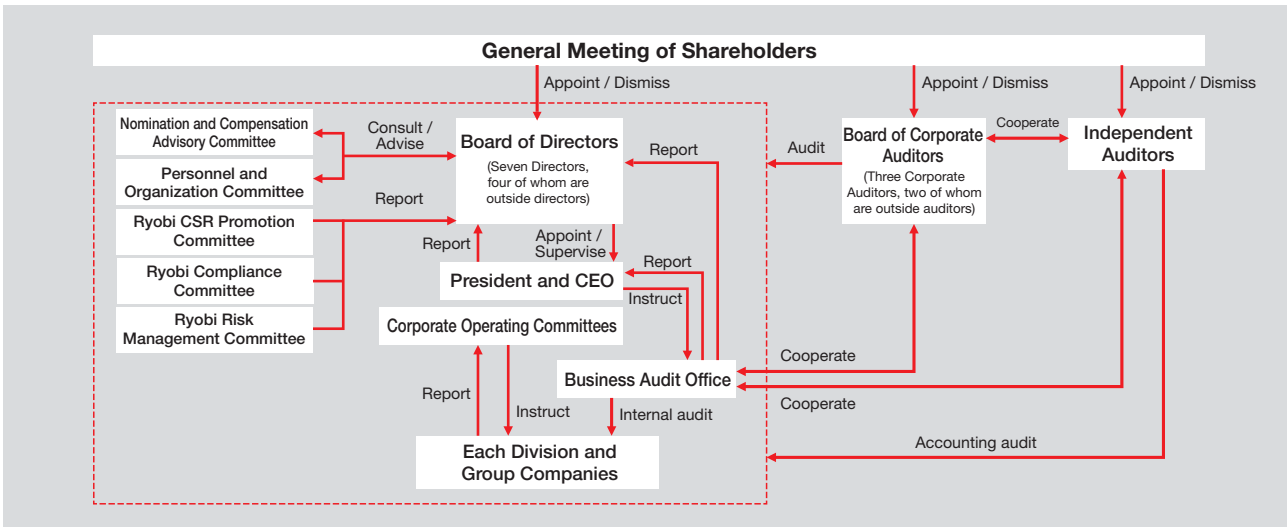 General Meeting of Shareholders
Appoint / Dismiss
Appoint / Dismiss
Appoint / Dismiss
Nomination and Compensation
Advisory Committee
Personnel and
Organization Committee
Ryobi CSR Promotion
Committee
Ryobi Compliance
Committee
Ryobi Risk
Management Committee
Consult /
Advise
Report
Board of Directors
(Seven Directors,
four of whom are
outside directors)
Report
Audit
Board of Corporate
Auditors
(Three Corporate
Auditors, two of whom
are outside auditors)
Cooperate
Independent
Auditors
Report
Appoint /
Supervise
Report
President and CEO
Instruct
Corporate Operating Committees
Business Audit Office
Cooperate
Cooperate
Report
Instruct
Internal audit
Each Division and
Group Companies
Accounting audit